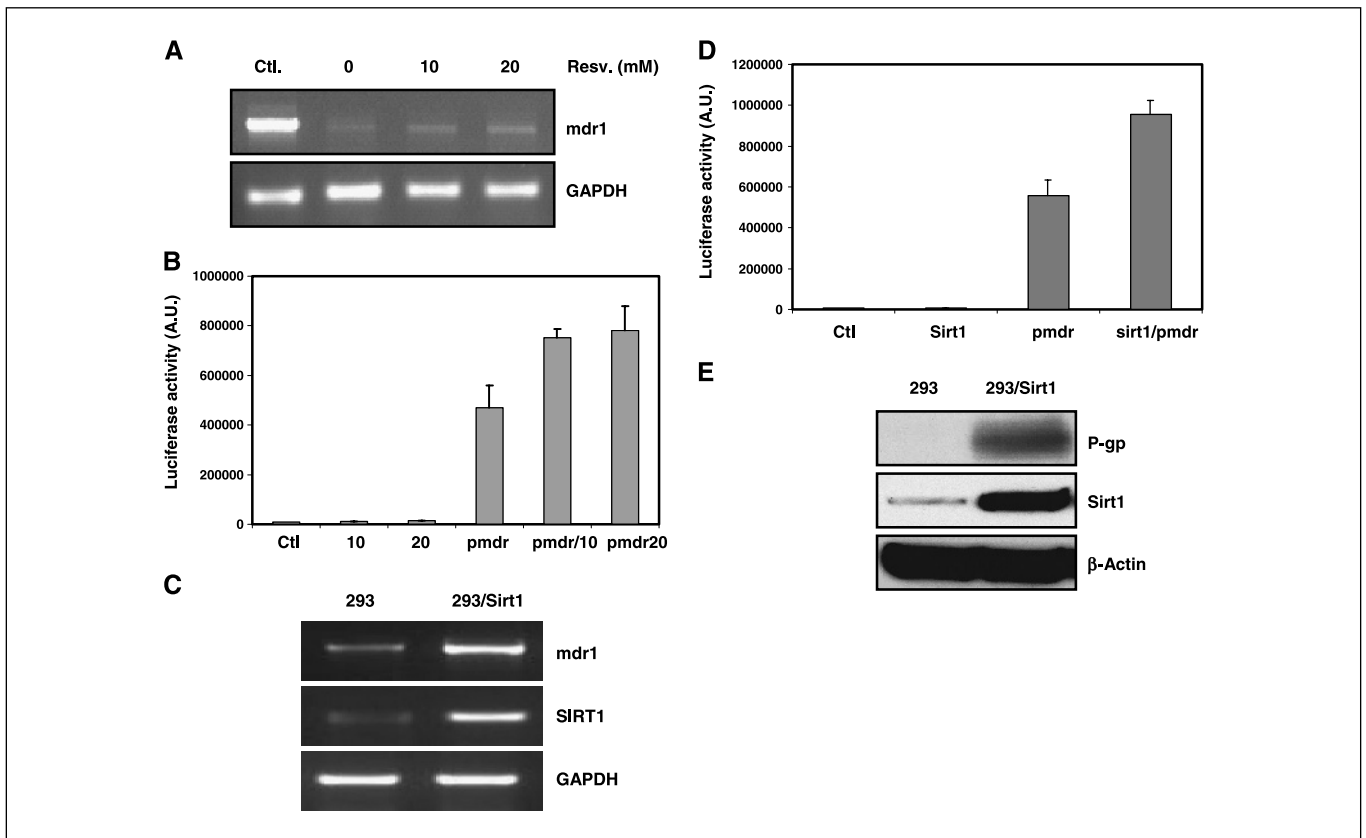 A
Ctl. 0 10 20 Resv. (mM)
mdr1
GAPDH
B
Luciferase activity (A.U.)
1000000
800000
600000
400000
200000
0
Ctl 10 20 pmdr pmdr/10 pmdr20
C
293 293/Sirt1
mdr1
SIRT1
GAPDH
D
Luciferase activity (A.U.)
1200000
1000000
800000
600000
400000
200000
0
Ctl Sirt1 pmdr sirt1/pmdr
E
293 293/Sirt1
P-gp
Sirt1
β-Actin